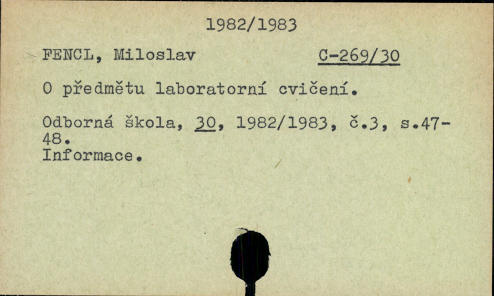 1982/1983
FENCL, Miloslav C-269/30
O předmětu laboratorní cvičení.
Odborná škola, 30, 1982/1983, č.3, s.47-
48.
Informace.